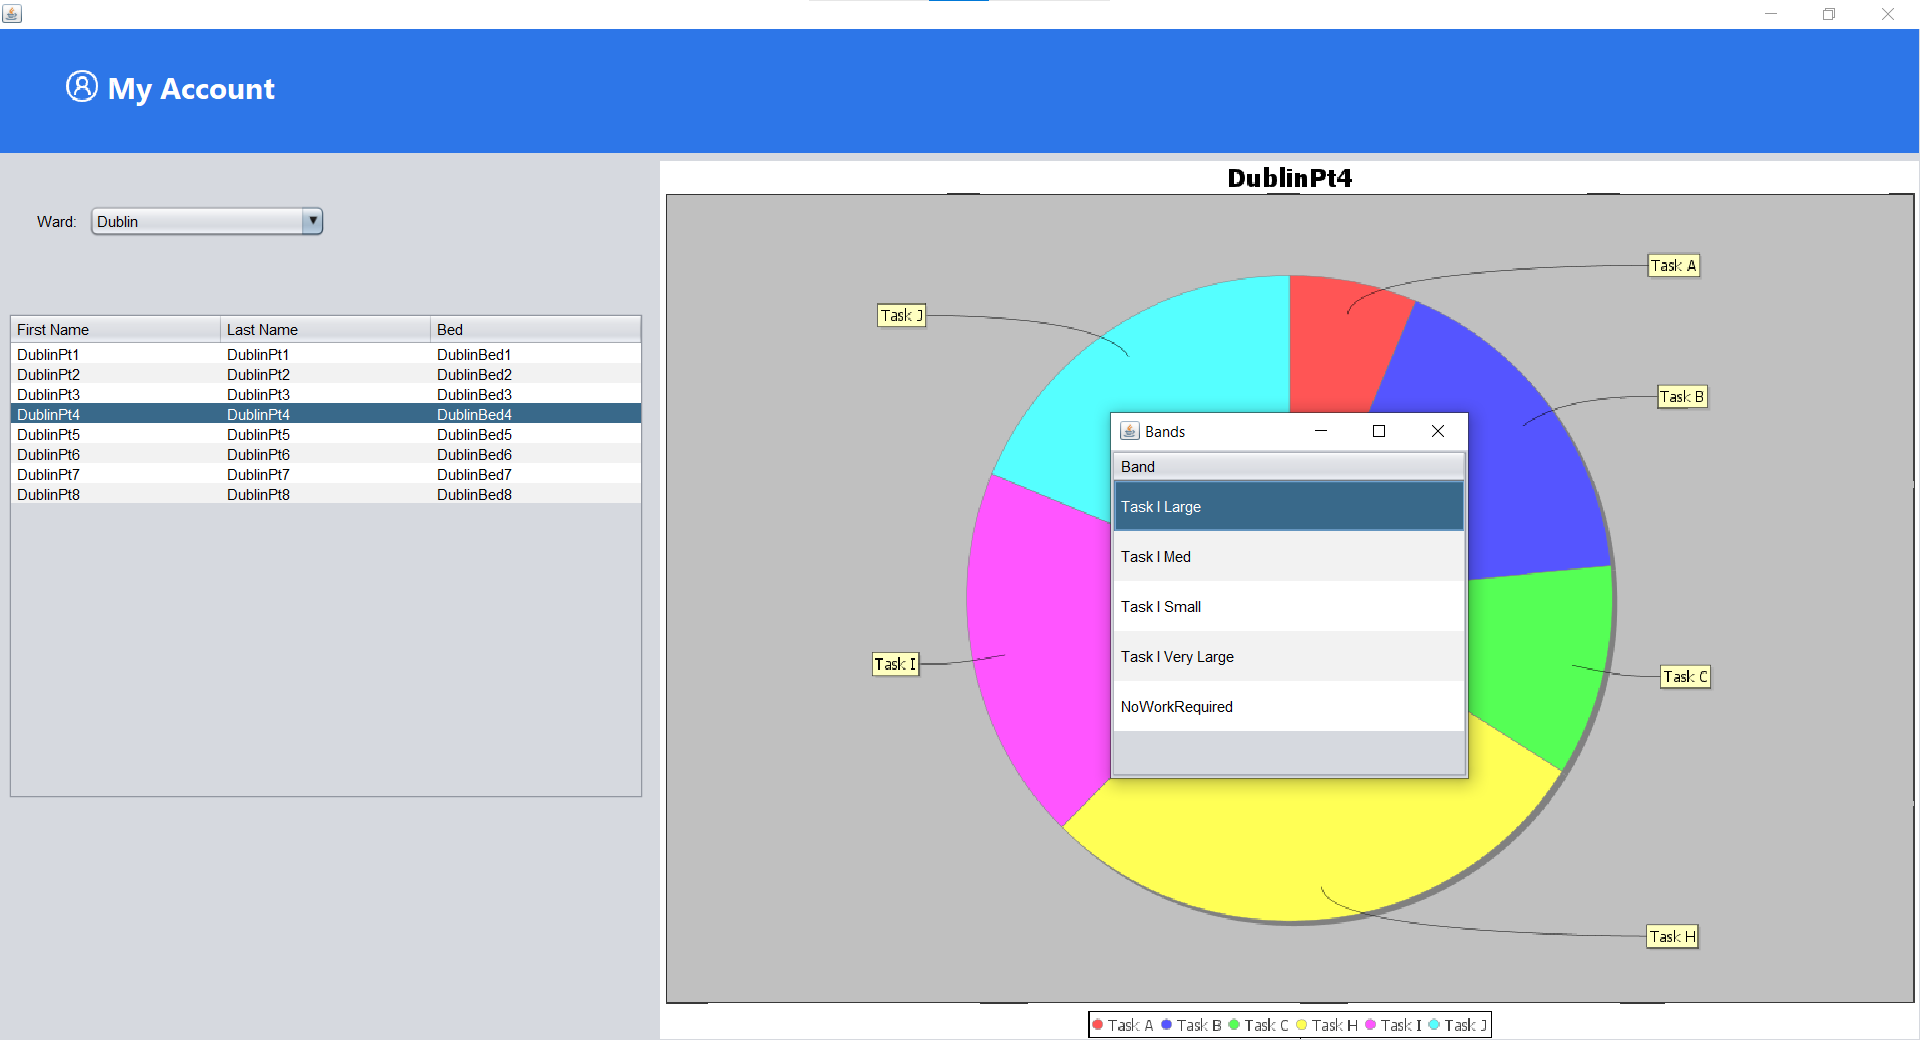 My Account
Ward: Dublin
First Name Last Name Bed
DublinPt1 DublinPt1 DublinBed1
DublinPt2 DublinPt2 DublinBed2
DublinPt3 DublinPt3 DublinBed3
DublinPt4 DublinPt4 DublinBed4
DublinPt5 DublinPt5 DublinBed5
DublinPt6 DublinPt6 DublinBed6
DublinPt7 DublinPt7 DublinBed7
DublinPt8 DublinPt8 DublinBed8
DublinPt4
Task A
Task J
Task B
Task I
Task C
Task H
Bands
Band
Task I Large
Task I Med
Task I Small
Task I Very Large
NoWorkRequired
Task A Task B Task C Task H Task I Task J